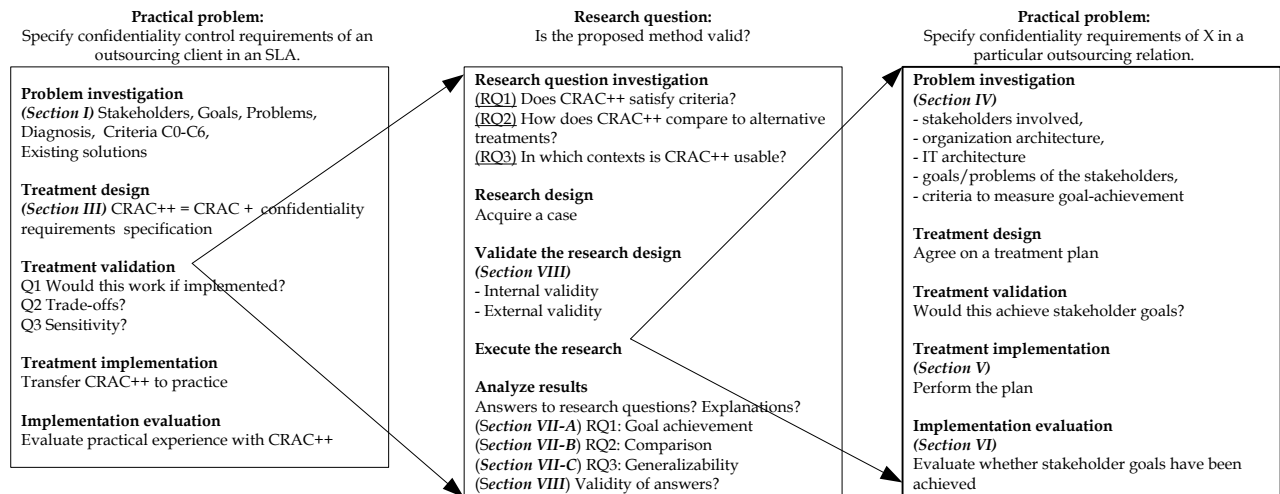 Practical problem:
Specify confidentiality control requirements of an
outsourcing client in an SLA.
Problem investigation
(Section I) Stakeholders, Goals, Problems,
Diagnosis, Criteria C0-C6,
Existing solutions
Treatment design
(Section III) CRAC++ = CRAC + confidentiality
requirements specification
Treatment validation
Q1 Would this work if implemented?
Q2 Trade-offs?
Q3 Sensitivity?
Treatment implementation
Transfer CRAC++ to practice
Implementation evaluation
Evaluate practical experience with CRAC++
Research question:
Is the proposed method valid?
Research question investigation
(RQ1) Does CRAC++ satisfy criteria?
(RQ2) How does CRAC++ compare to alternative
treatments?
(RQ3) In which contexts is CRAC++ usable?
Research design
Acquire a case
Validate the research design
(Section VIII)
- Internal validity
- External validity
Execute the research
Analyze results
Answers to research questions? Explanations?
(Section VII-A) RQ1: Goal achievement
(Section VII-B) RQ2: Comparison
(Section VII-C) RQ3: Generalizability
(Section VIII) Validity of answers?
Practical problem:
Specify confidentiality requirements of X in a
particular outsourcing relation.
Problem investigation
(Section IV)
- stakeholders involved,
- organization architecture,
- IT architecture
- goals/problems of the stakeholders,
- criteria to measure goal-achievement
Treatment design
Agree on a treatment plan
Treatment validation
Would this achieve stakeholder goals?
Treatment implementation
(Section V)
Perform the plan
Implementation evaluation
(Section VI)
Evaluate whether stakeholder goals have been
achieved